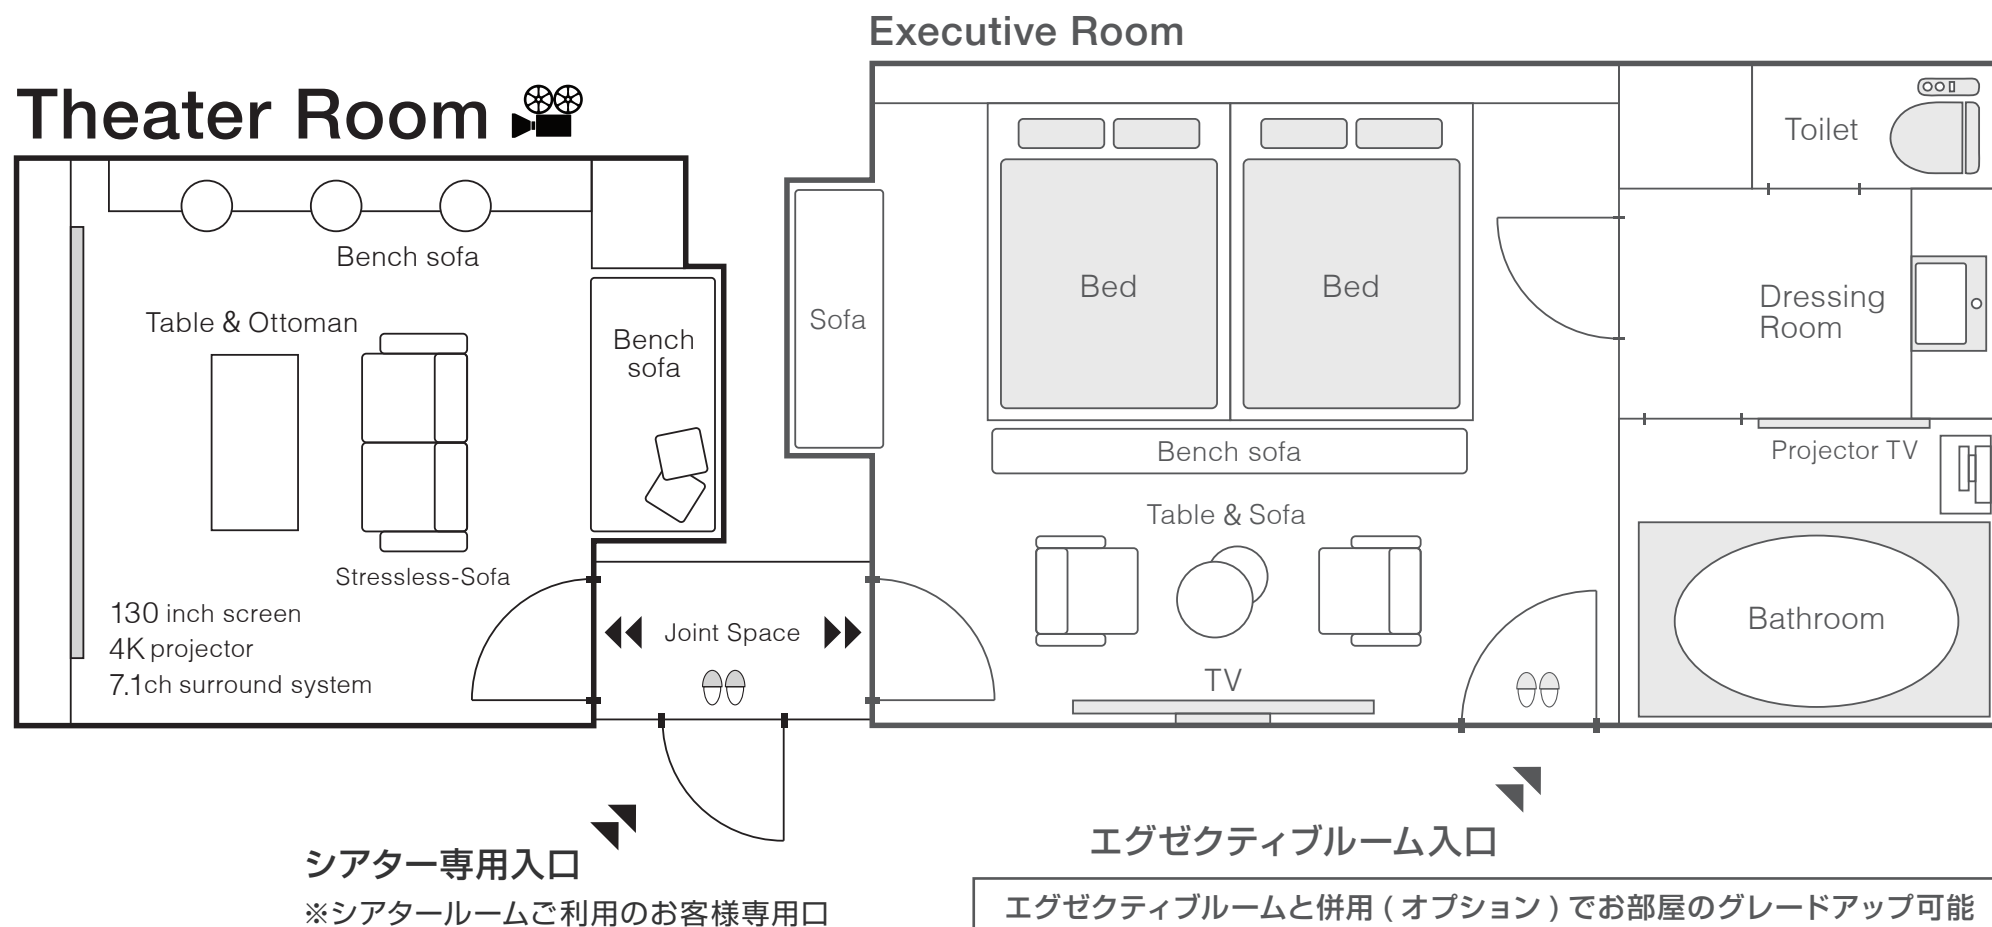 Executive Room
Theater Room
Toilet
Bench sofa
Bed
Bed
Dressing
Room
Sofa
Table & Ottoman
Bench
sofa
Bench sofa
Projector TV
Table & Sofa
Stressless-Sofa
130 inch screen
4K projector
7.1ch surround system
Joint Space
Bathroom
TV
シアター専用入口
※シアタールームご利用のお客様専用口
エグゼクティブルーム入口
エグゼクティブルームと併用 ( オプション ) でお部屋のグレードアップ可能